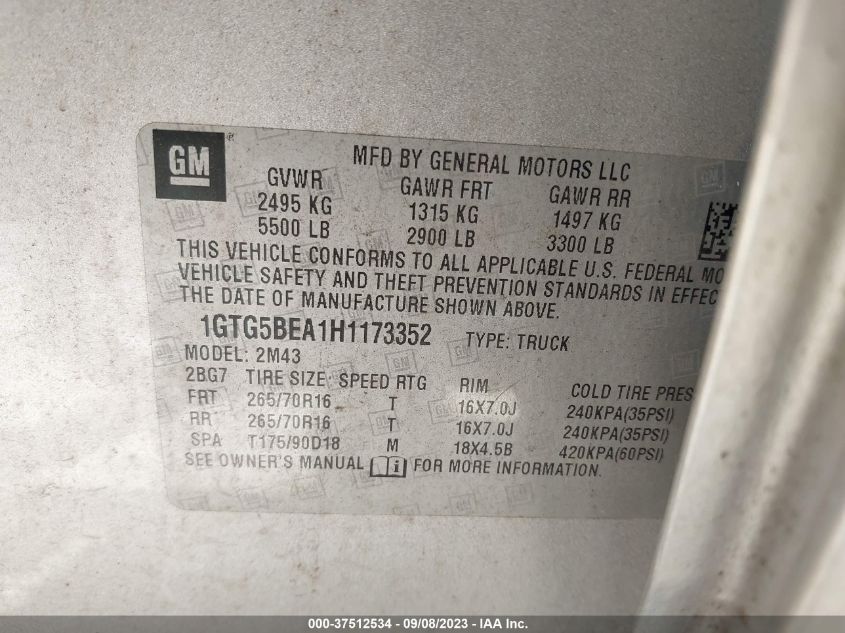 GM ® MFD BY GENERAL MOTORS LLC
GVWR GAWR FRT GAWR RR
2495 KG 1315 KG 1497 KG
5500 LB 2900 LB 3300 LB
THIS VEHICLE CONFORMS TO ALL APPLICABLE U.S. FEDERAL MO
VEHICLE SAFETY AND THEFT PREVENTION STANDARDS IN EFFEC
THE DATE OF MANUFACTURE SHOWN ABOVE.
1GTG5BEA1H1173352 TYPE: TRUCK
MODEL: 2M43
2BG7 TIRE SIZE: SPEED RTG RIM COLD TIRE PRES
FRT 265/70R16 T 16X7.0J 240KPA(35PSI)
RR 265/70R16 T 16X7.0J 240KPA(35PSI)
SPA T175/90D18 M 18X4.5B 420KPA(60PSI)
SEE OWNER'S MANUAL FOR MORE INFORMATION.
000-37512534 - 09/08/2023 - IAA Inc.